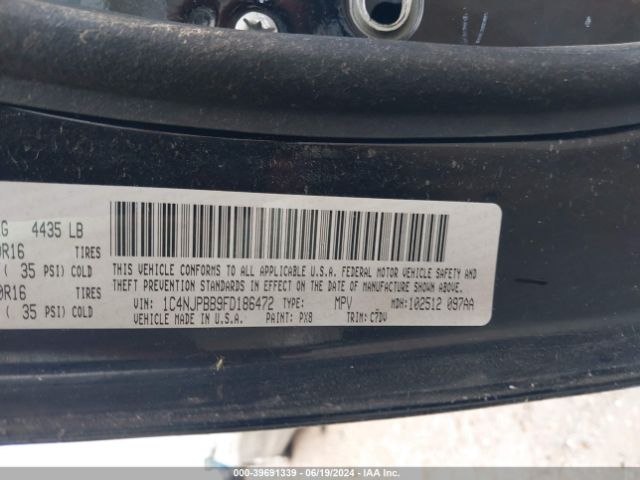 G 4435 LB
0R16 TIRES
( 35 PSI) COLD
0R16 TIRES
( 35 PSI) COLD
THIS VEHICLE CONFORMS TO ALL APPLICABLE U.S.A. FEDERAL MOTOR VEHICLE SAFETY AND
THEFT PREVENTION STANDARDS IN EFFECT ON THE DATE OF MANUFACTURE SHOWN ABOVE.
VIN: 1C4NJPBB9FD186472 TYPE: MPV MDH: 102512 097AA
VEHICLE MADE IN U.S.A. PAINT: PX8 TRIM: C7DV
000-39691339 - 06/19/2024 - IAA